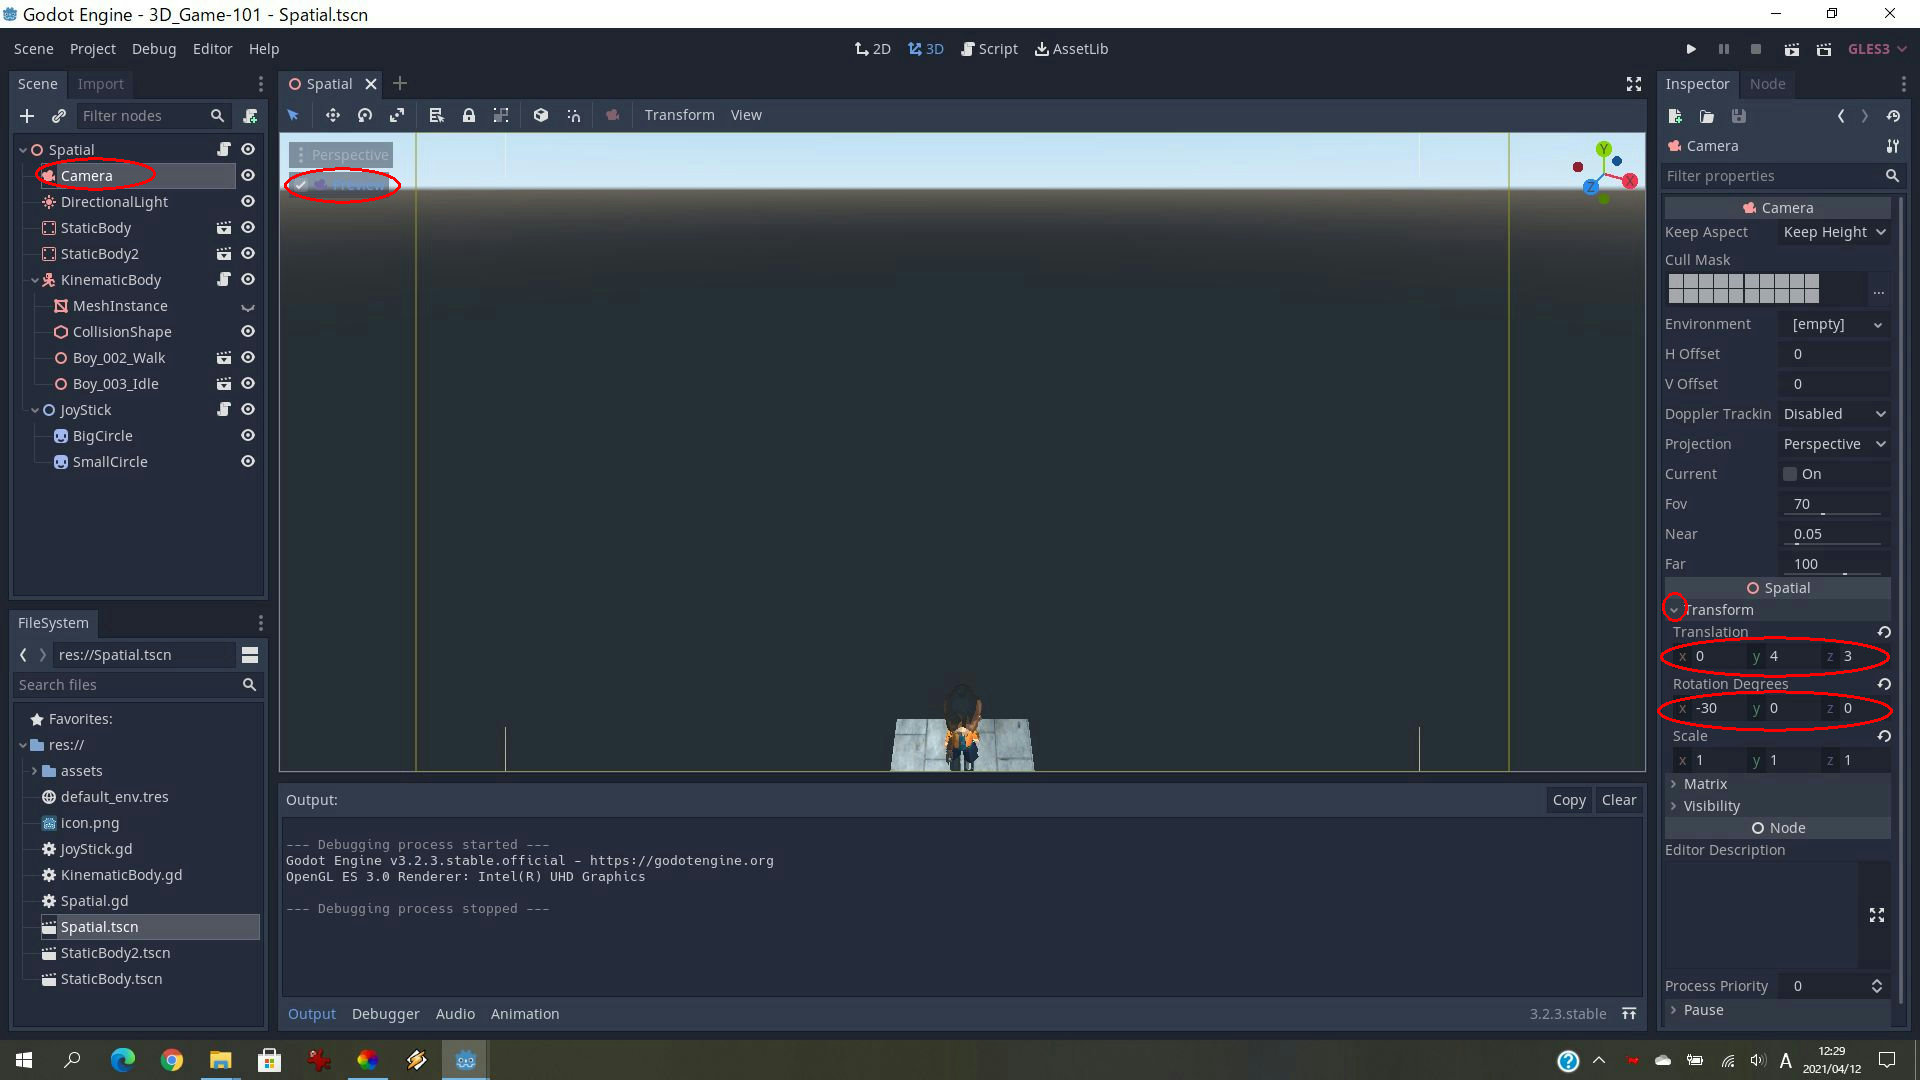 Godot Engine - 3D_Game-101 - Spatial.tscn
Scene Project Debug Editor Help
2D 3D Script AssetLib
GLES3
Scene Import
Filter nodes
Spatial
Camera
DirectionalLight
StaticBody
StaticBody2
KinematicBody
MeshInstance
CollisionShape
Boy_002_Walk
Boy_003_Idle
JoyStick
BigCircle
SmallCircle
FileSystem
res://Spatial.tscn
Search files
Favorites:
res://
assets
default_env.tres
icon.png
JoyStick.gd
KinematicBody.gd
Spatial.gd
Spatial.tscn
StaticBody2.tscn
StaticBody.tscn
Spatial
Transform View
Perspective
Preview
Y
X
Z
Output:
Copy Clear
--- Debugging process started ---
Godot Engine v3.2.3.stable.official - https://godotengine.org
OpenGL ES 3.0 Renderer: Intel(R) UHD Graphics
--- Debugging process stopped ---
Output Debugger Audio Animation
3.2.3.stable
Inspector Node
Camera
Filter properties
Camera
Keep Aspect Keep Height
Cull Mask
...
Environment [empty]
H Offset 0
V Offset 0
Doppler Trackin Disabled
Projection Perspective
Current On
Fov 70
Near 0.05
Far 100
Spatial
Transform
Translation
x 0 y 4 z 3
Rotation Degrees
x -30 y 0 z 0
Scale
x 1 y 1 z 1
Matrix
Visibility
Node
Editor Description
Process Priority 0
Pause
A
12:29
2021/04/12